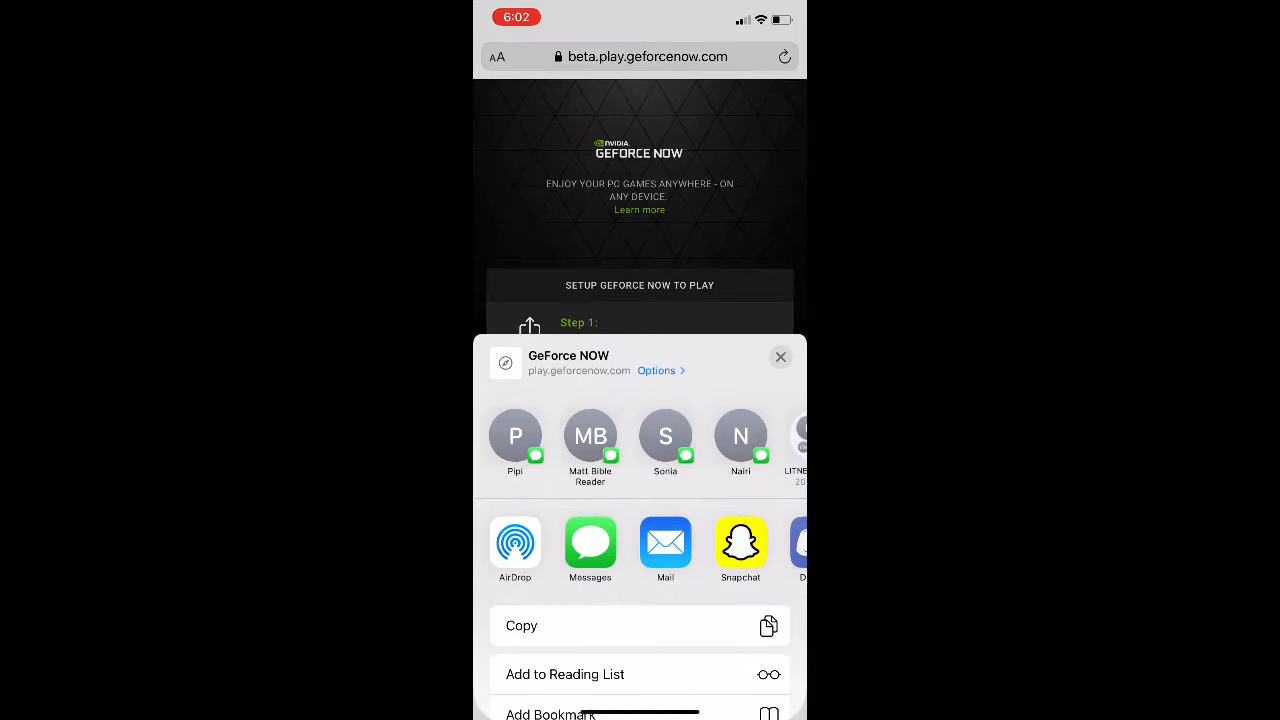 6:02
AA
beta.play.geforcenow.com
NVIDIA.
GEFORCE NOW
ENJOY YOUR PC GAMES ANYWHERE - ON
ANY DEVICE.
Learn more
SETUP GEFORCE NOW TO PLAY
Step 1:
GeForce NOW
play.geforcenow.com Options >
P
MB
S
N
Pipi
Matt Bible
Reader
Sonia
Nairi
LITNE
20
AirDrop
Messages
Mail
Snapchat
D
Copy
Add to Reading List
Add Bookmark